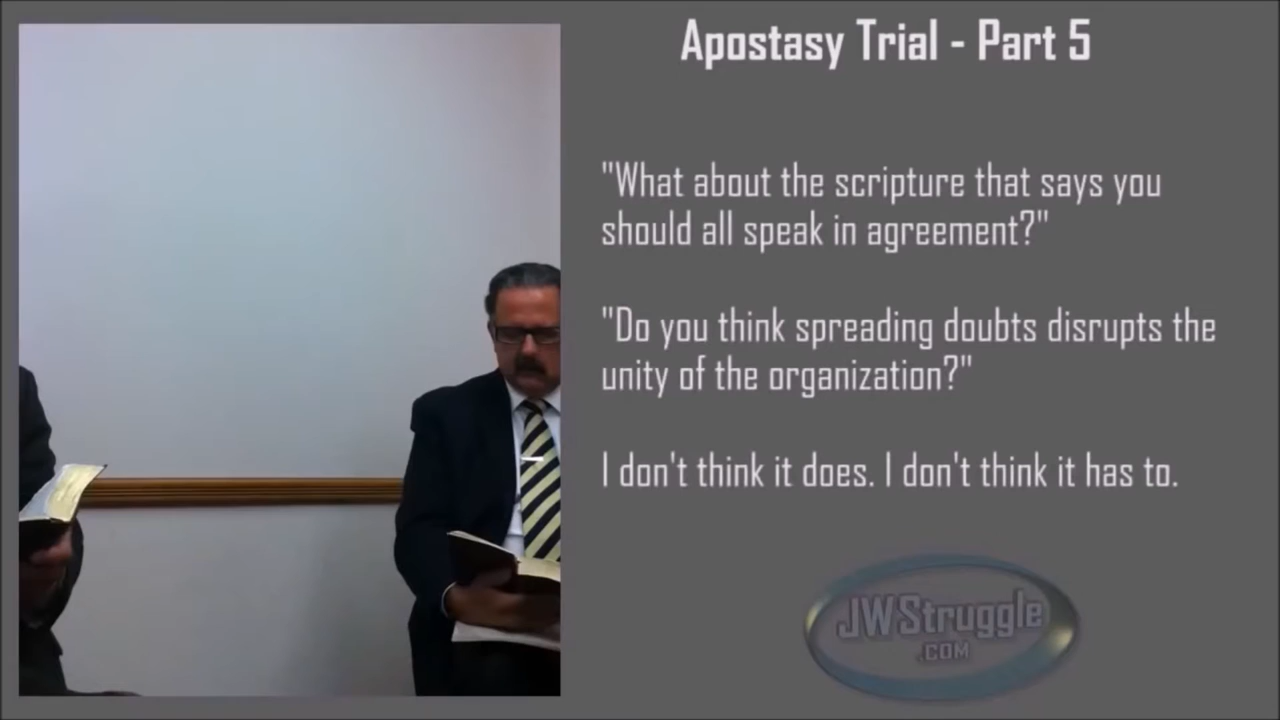 Apostasy Trial - Part 5
"What about the scripture that says you
should all speak in agreement?"
"Do you think spreading doubts disrupts the
unity of the organization?"
I don't think it does. I don't think it has to.
JWStruggle
.COM